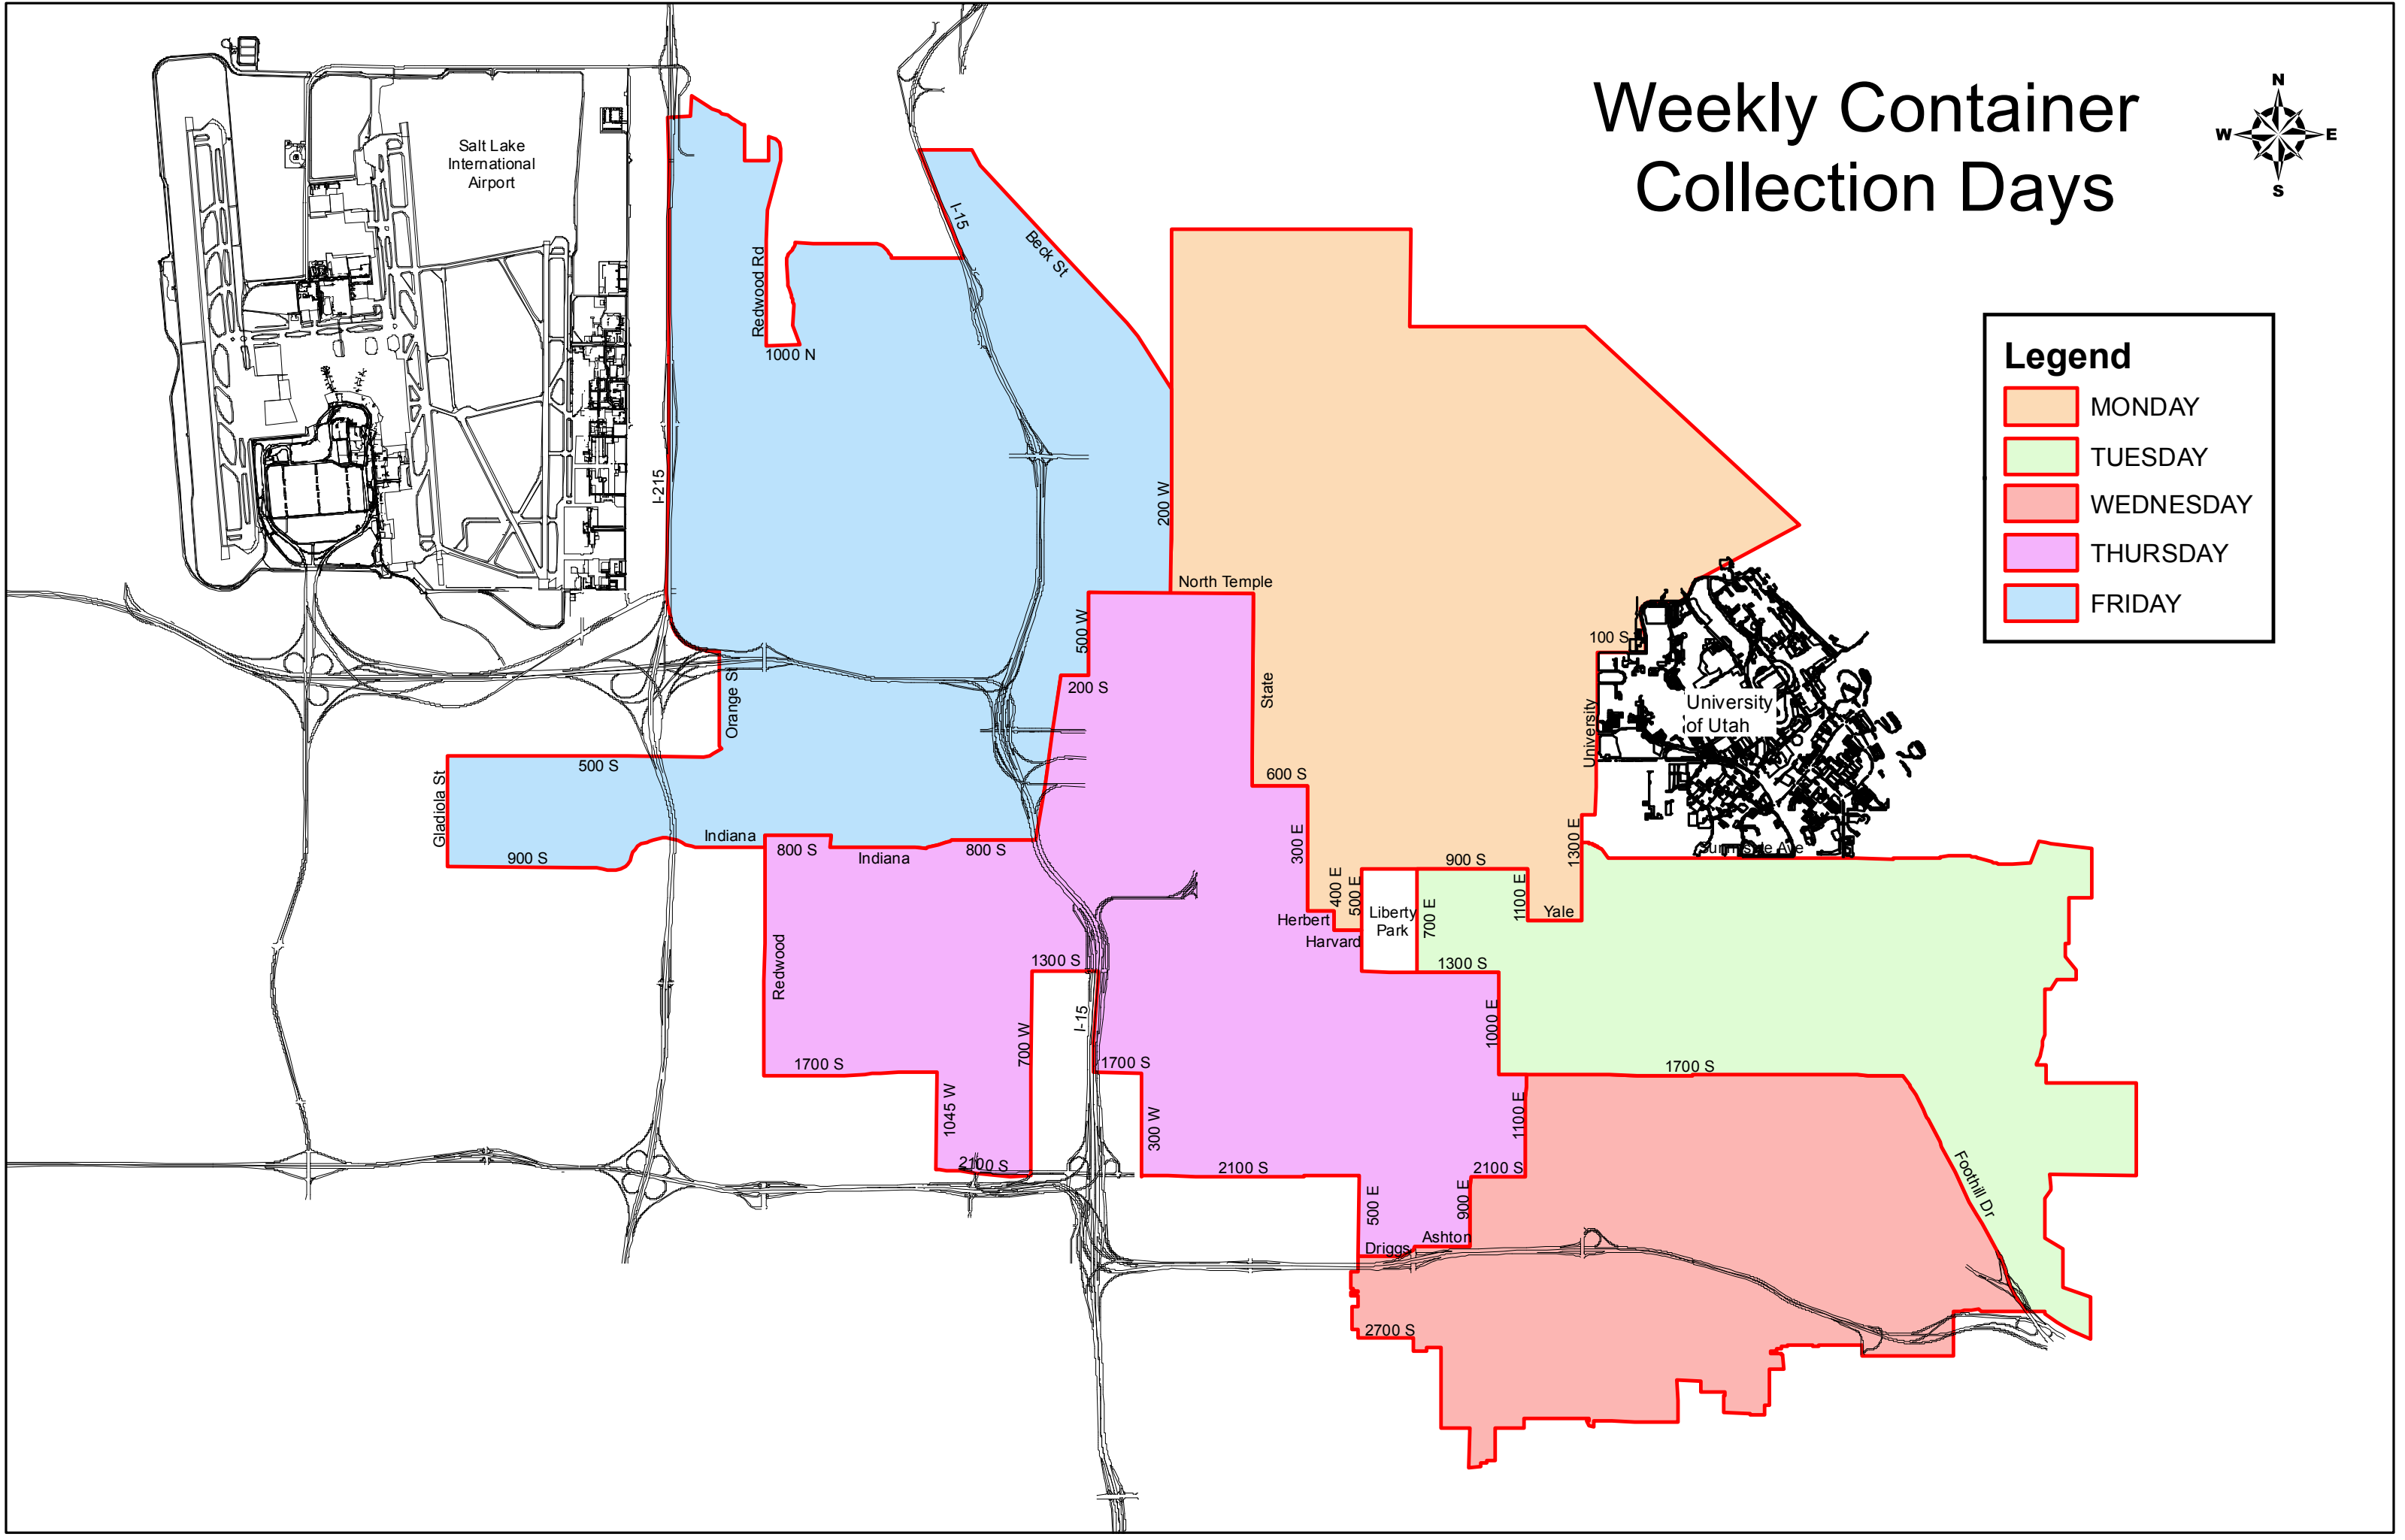 Weekly Container
Collection Days
N
W
E
S
Salt Lake
International
Airport
I-15
Beck St
Redwood Rd
1000 N
I-215
200 W
Legend
MONDAY
TUESDAY
WEDNESDAY
THURSDAY
FRIDAY
North Temple
500 W
100 S
200 S
State
Orange St
University
University
of Utah
500 S
600 S
Gladiola St
Indiana
800 S
Indiana
800 S
900 S
300 E
900 S
1300 E
Sunnyside Ave
400 E
500 E
Herbert
Harvard
Liberty
Park
700 E
1100 E
Yale
Redwood
1300 S
1300 S
I-15
700 W
1000 E
1700 S
1700 S
1700 S
1045 W
300 W
1100 E
2100 S
2100 S
2100 S
Foothill Dr
500 E
900 E
Driggs
Ashton
2700 S